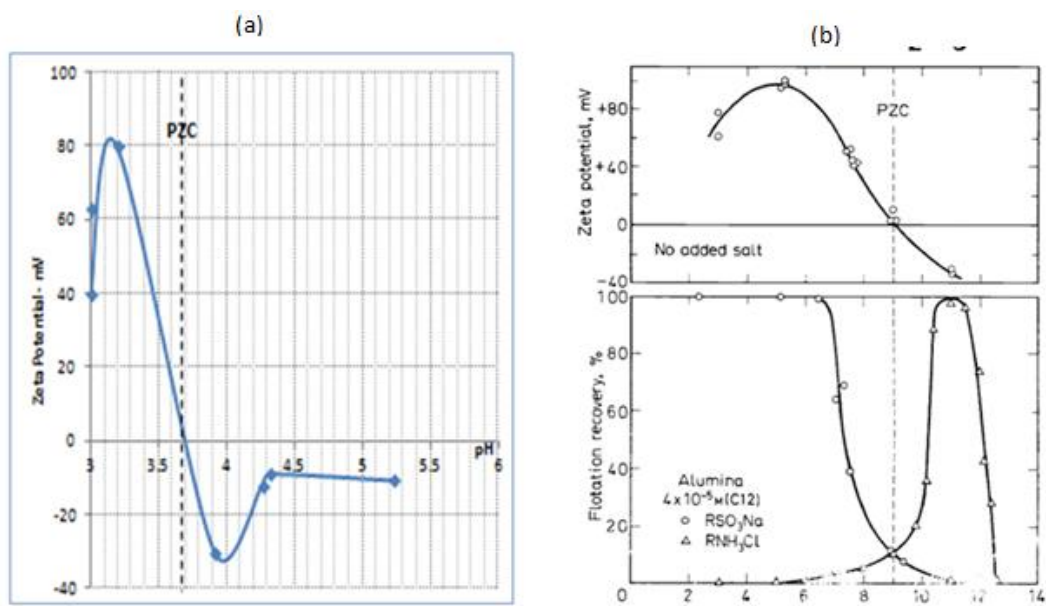 (a)
100
80
60
40
20
0
-20
-40
Zeta Potential - mV
PZC
3
3.5
4
4.5
5
5.5
6
pH
(b)
Zeta potential, mV
+80
+40
0
-40
PZC
No added salt
Flotation recovery, %
100
80
60
40
20
Alumina
4×10⁻⁵M(C12)
RSO₃Na
RNH₃Cl
0
2
4
6
8
10
12
14